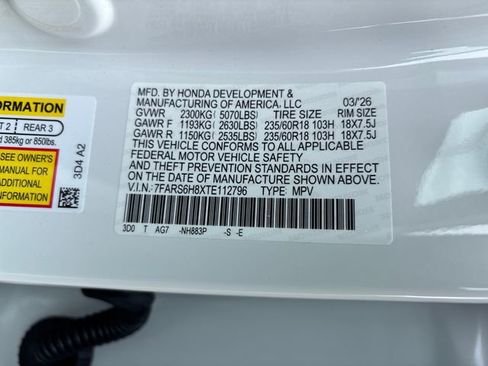 FORMATION
T 2 REAR 3
d 385kg or 850lbs.
SEE OWNER'S
MANUAL FOR
ADDITIONAL
3D4 A2
MFD. BY HONDA DEVELOPMENT &
MANUFACTURING OF AMERICA, LLC 03/26
GVWR 2300KG( 5070LBS) TIRE SIZE RIM SIZE
GAWR F 1193KG( 2630LBS) 235/60R18 103H 18X7.5J
GAWR R 1150KG( 2535LBS) 235/60R18 103H 18X7.5J
THIS VEHICLE CONFORMS TO ALL APPLICABLE
FEDERAL MOTOR VEHICLE SAFETY
AND THEFT PREVENTION STANDARDS IN EFFECT ON
THE DATE OF MANUFACTURE SHOWN ABOVE.
V.I.N.: 7FARS6H8XTE112796 TYPE: MPV
3D0 T AG7 -NH883P -S -E